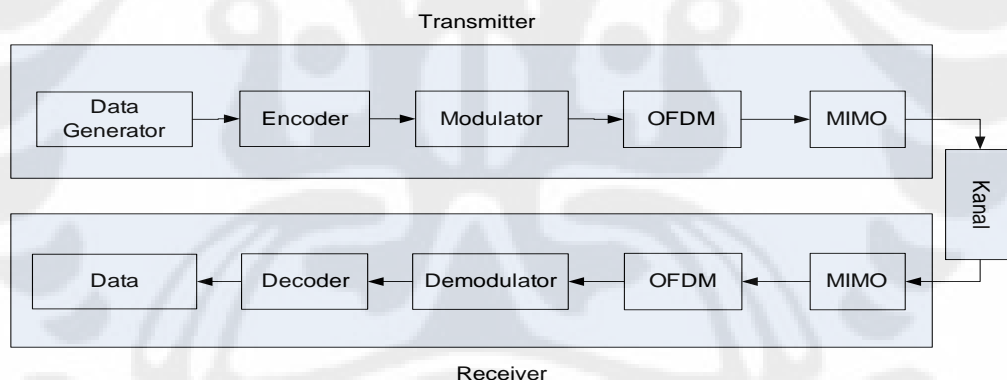 Transmitter
Data
Generator
Encoder
Modulator
OFDM
MIMO
Kanal
Data
Decoder
Demodulator
OFDM
MIMO
Receiver